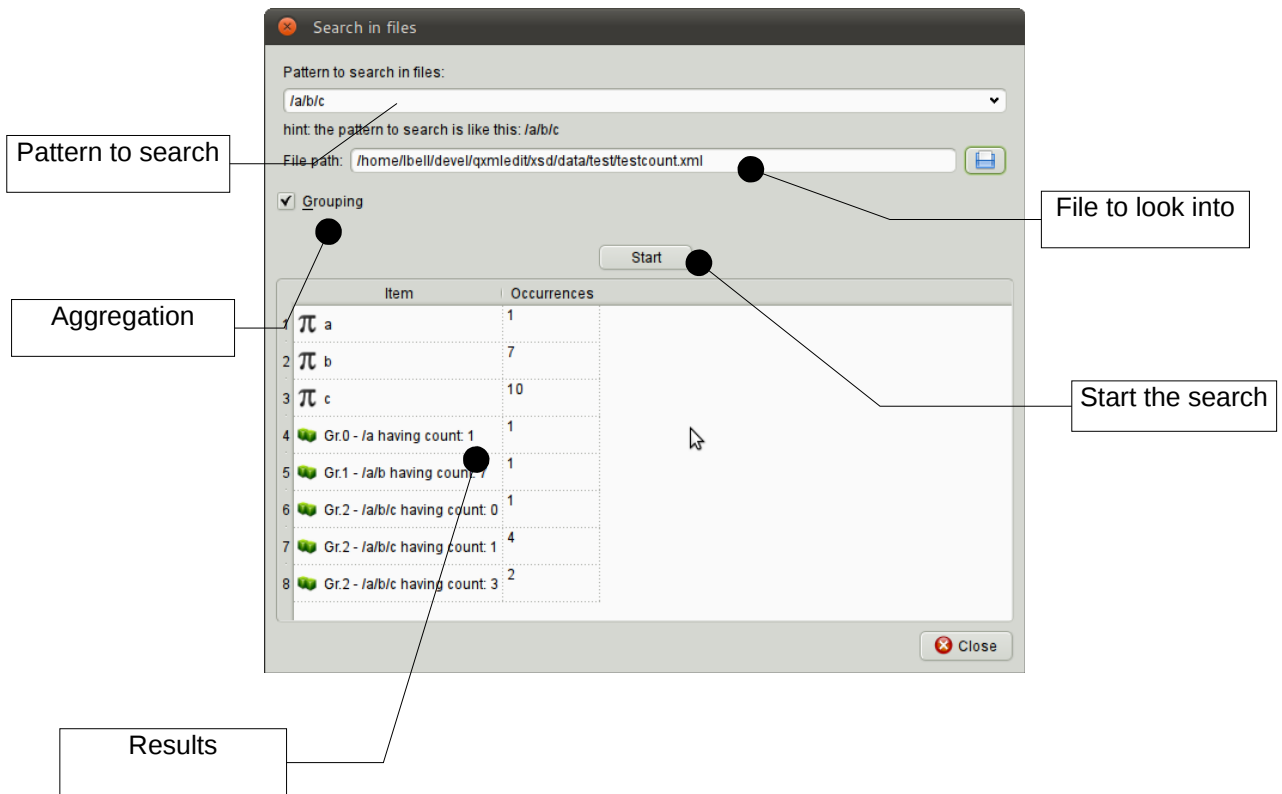 Search in files
Pattern to search in files:
/a/b/c
hint: the pattern to search is like this: /a/b/c
Pattern to search
File path: /home/lbell/devel/qxmledit/xsd/data/test/testcount.xml
Grouping
File to look into
Start
Item Occurrences
Aggregation
1 π a 1
2 π b 7
3 π c 10
Start the search
4 Gr.0 - /a having count: 1 1
5 Gr.1 - /a/b having count: 7 1
6 Gr.2 - /a/b/c having count: 0 1
7 Gr.2 - /a/b/c having count: 1 4
8 Gr.2 - /a/b/c having count: 3 2
Close
Results